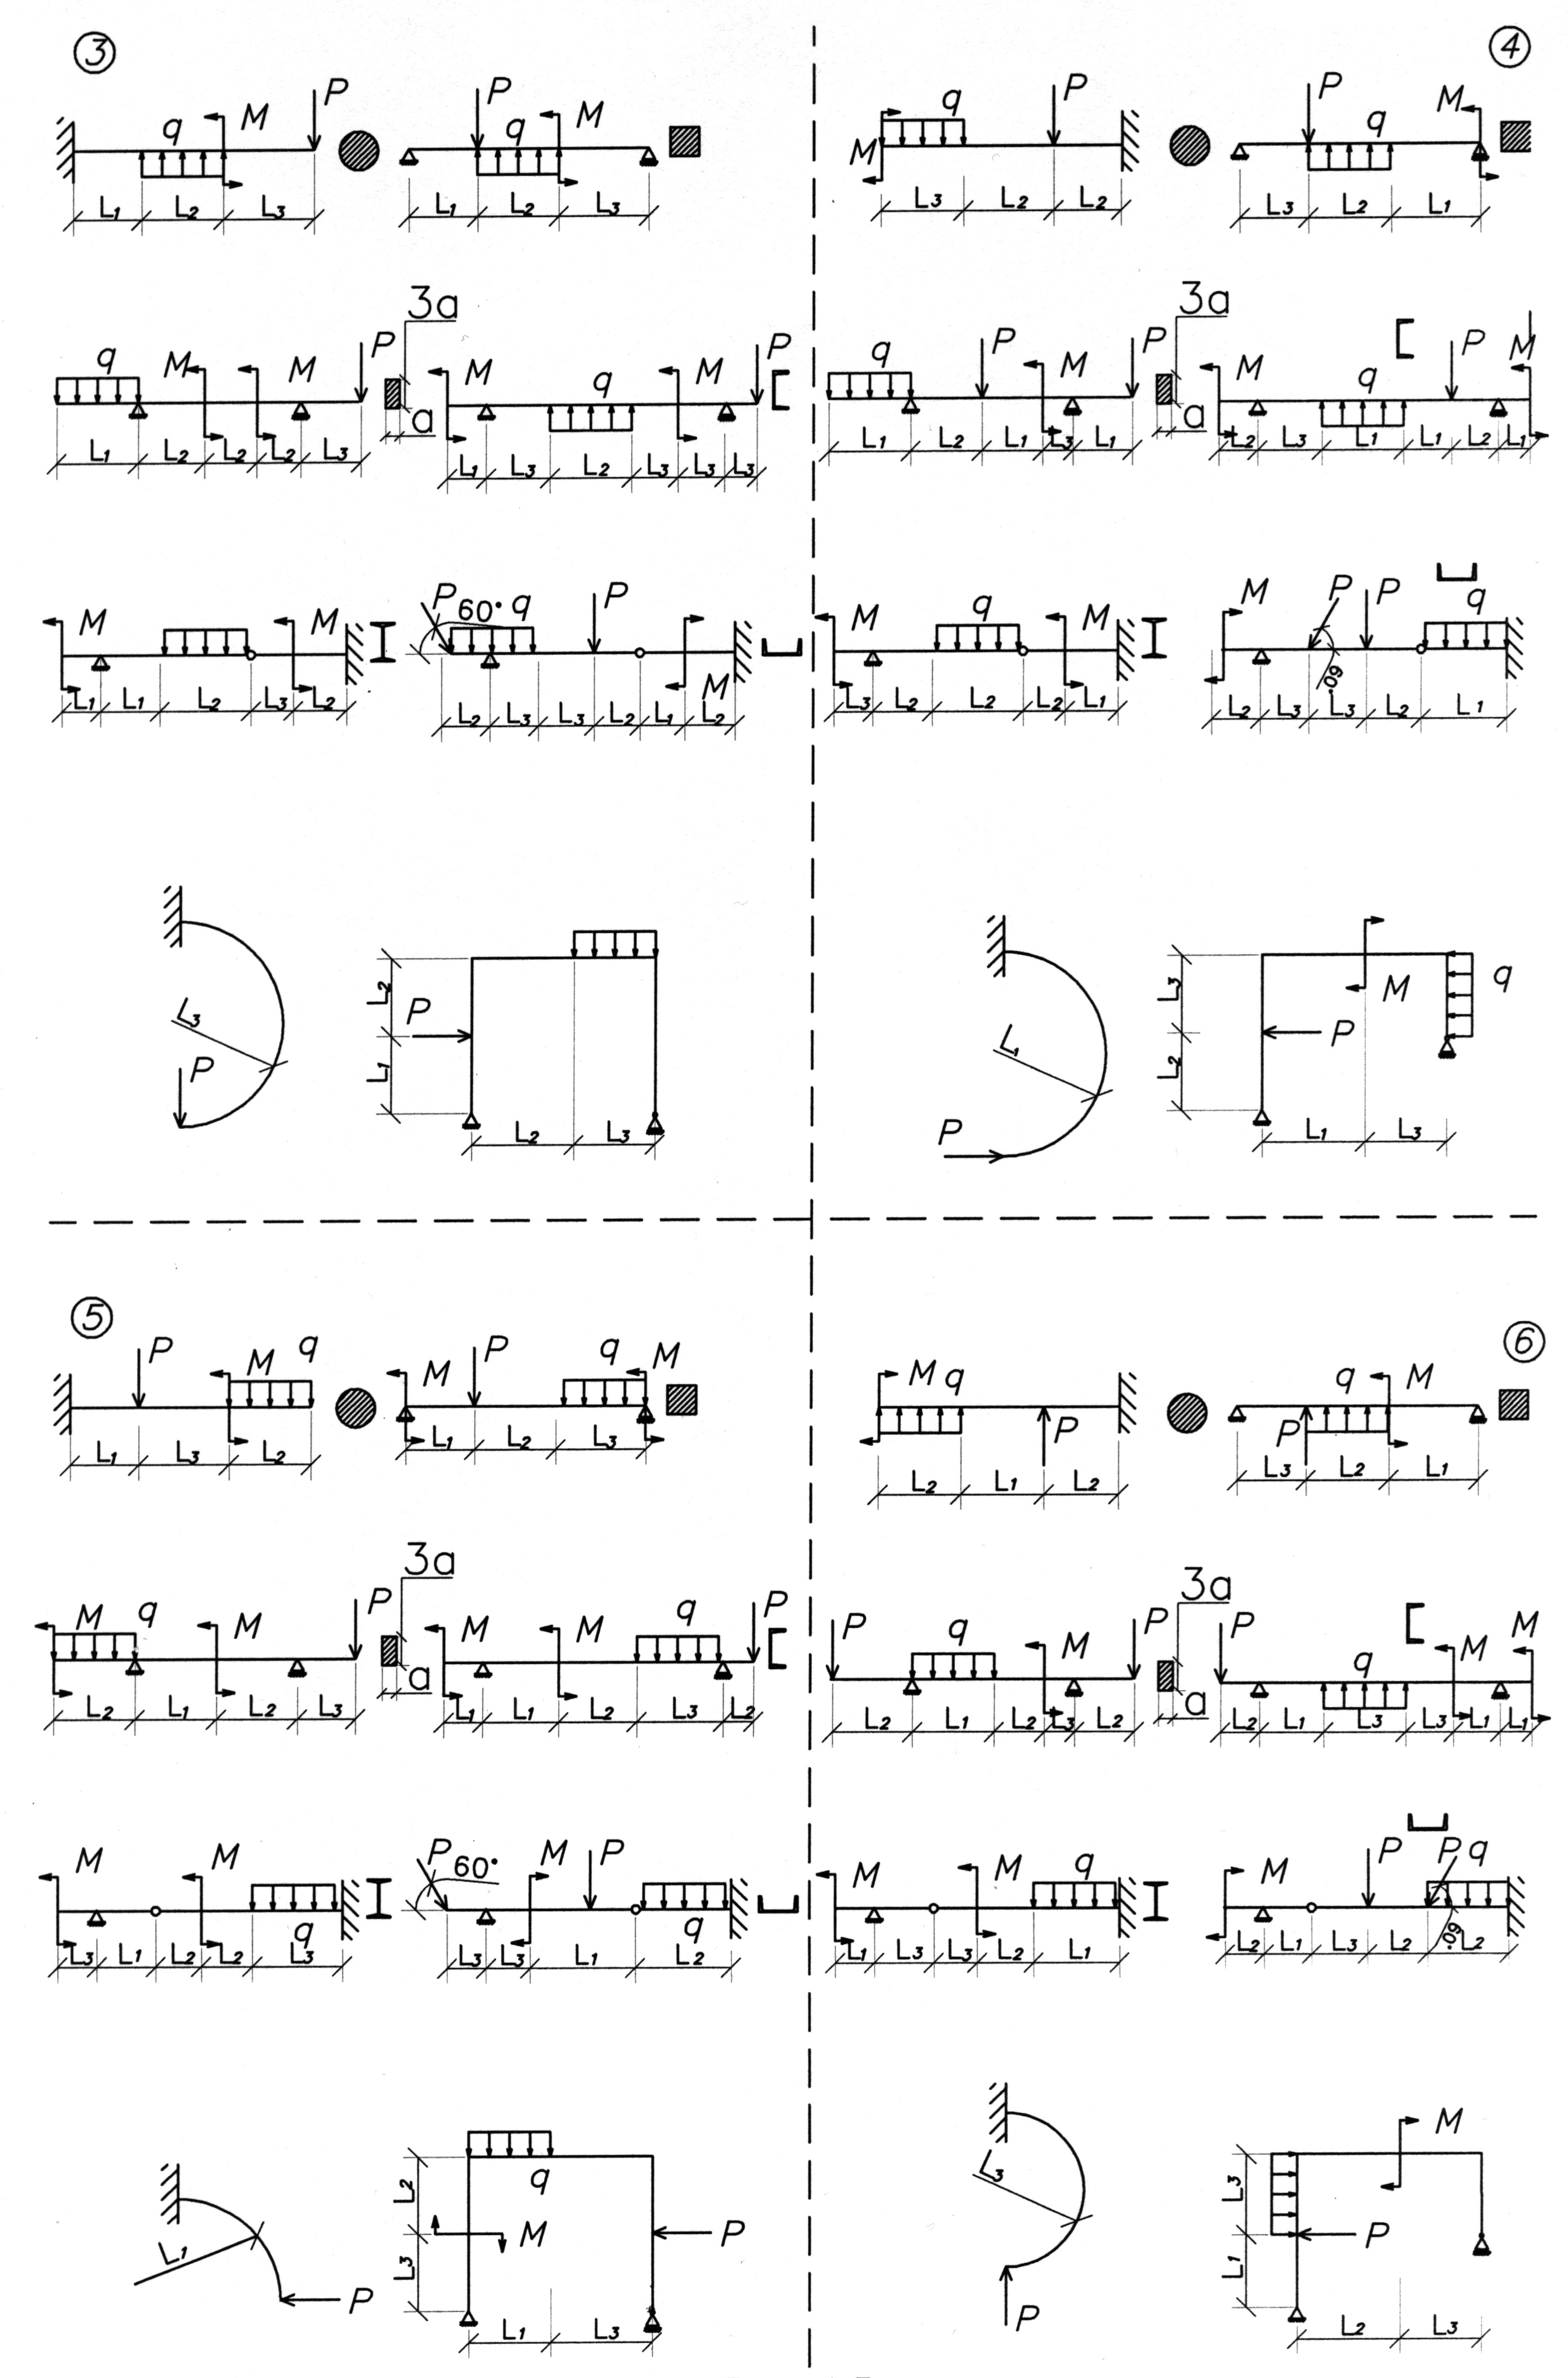 3
q M P
P q M
L1 L2 L3
L1 L2 L3
3a
q M M P
M q M P
a
L1 L2 L2 L2 L3
L1 L3 L2 L3 L3 L3
M q M
P 60° q P M
L1 L1 L2 L3 L2
L2 L3 L3 L2 L1 L2
L3
P
L2
P
L1
L2 L3
4
M q P
P q M
L3 L2 L2
L3 L2 L1
3a
q P M P
M q P M
a
L1 L2 L1 L3 L1
L2 L3 L1 L1 L2 L1
M q M
M P P q
60°
L3 L2 L2 L2 L1
L2 L3 L3 L2 L1
L1
P
L3
M q
P
L2
L1 L3
5
P M q
M P q M
L1 L3 L2
L1 L2 L3
3a
M q M P
M M q P
a
L2 L1 L2 L3
L1 L1 L2 L3 L2
M M q
P 60° M P q
L3 L1 L2 L2 L3
L3 L3 L1 L2
L1
P
L2
q
M P
L3
L1 L3
6
M q P
q M
P
L2 L1 L2
L3 L2 L1
3a
P q M P
P q M M
a
L2 L1 L2 L3 L2
L2 L1 L3 L3 L1 L1
M M q
M P P q
60°
L1 L3 L3 L2 L1
L2 L1 L3 L2 L2
L3
P
M
L3
P
L1
L2 L3